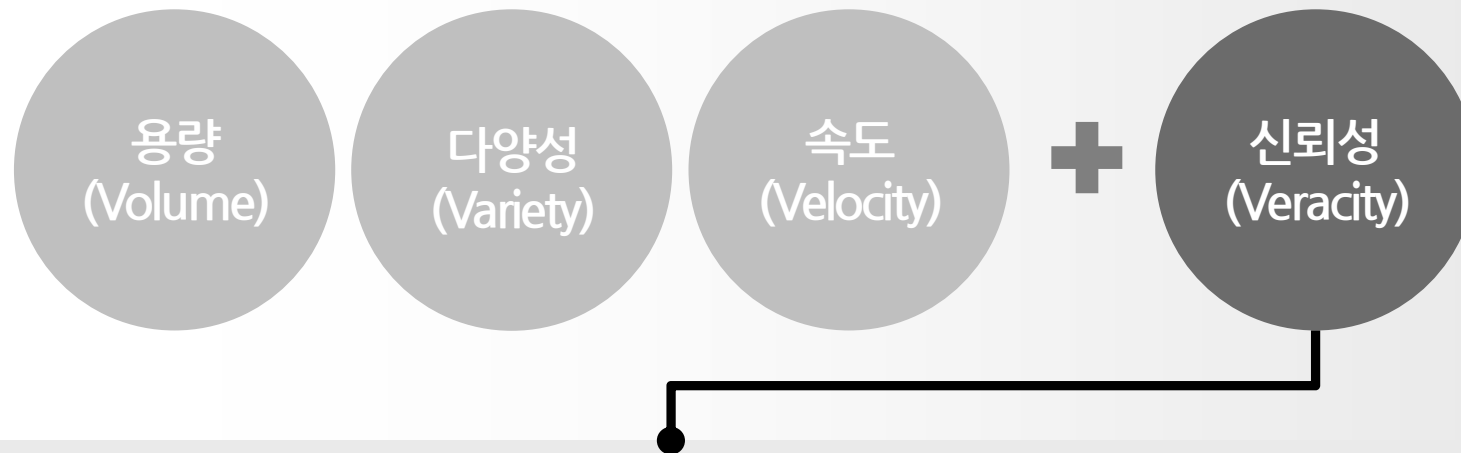 용량
(Volume)
다양성
(Variety)
속도
(Velocity)
신뢰성
(Veracity)